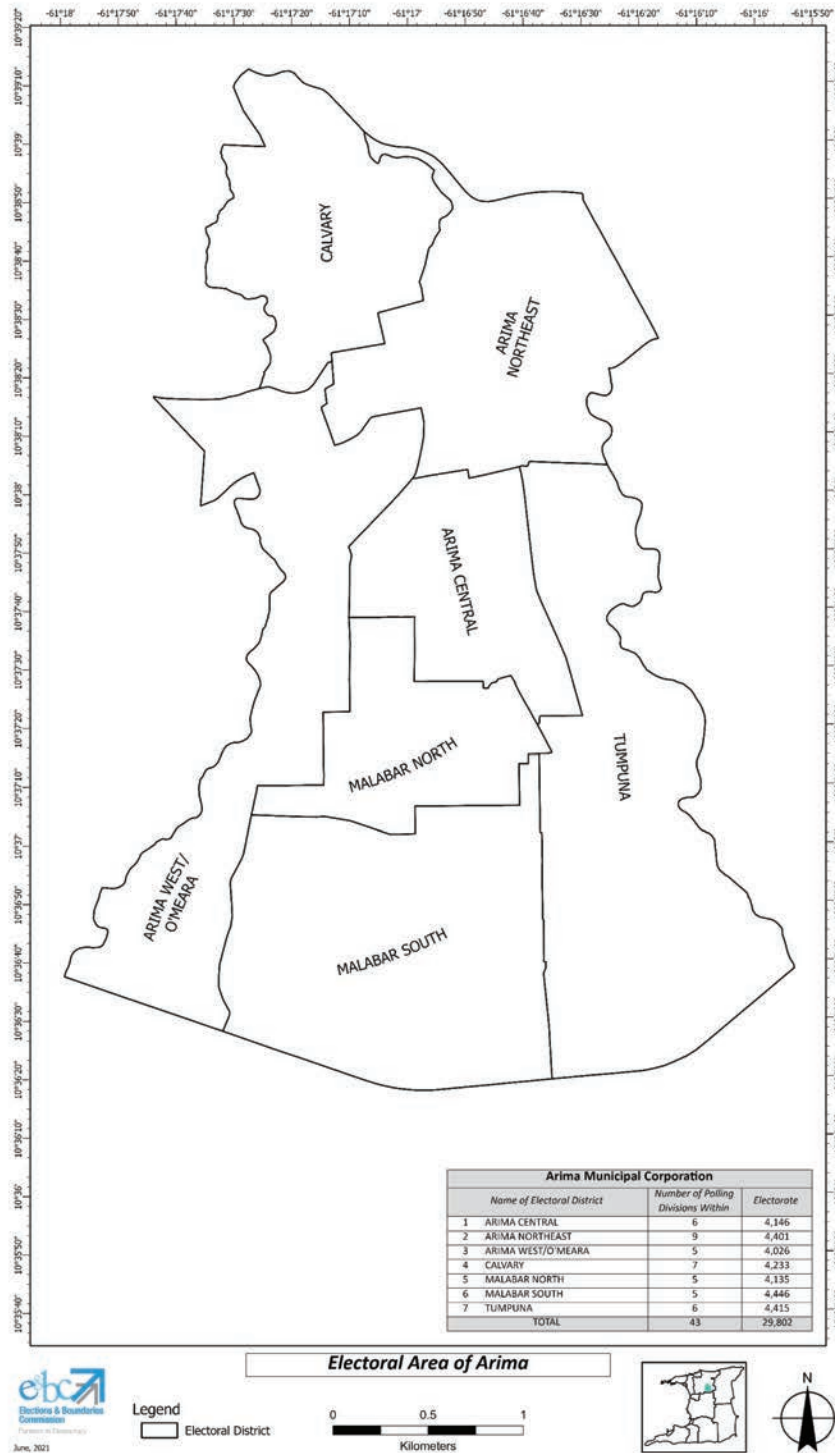 -61°18' -61°17'50" -61°17'40" -61°17'30" -61°17'20" -61°17'10" -61°17' -61°16'50" -61°16'40" -61°16'30" -61°16'20" -61°16'10" -61°16' -61°15'50"
10°39'20"
10°39'10"
10°39'
10°38'50"
10°38'40"
10°38'30"
10°38'20"
10°38'10"
10°38'
10°37'50"
10°37'40"
10°37'30"
10°37'20"
10°37'10"
10°37'
10°36'50"
10°36'40"
10°36'30"
10°36'20"
10°36'10"
10°36'
10°35'50"
10°35'40"
CALVARY
ARIMA
NORTHEAST
ARIMA CENTRAL
MALABAR NORTH
TUMPUNA
ARIMA WEST/
O'MEARA
MALABAR SOUTH
Arima Municipal Corporation
Name of Electoral District Number of Polling Divisions Within Electorate
1 ARIMA CENTRAL 6 4,146
2 ARIMA NORTHEAST 9 4,401
3 ARIMA WEST/O'MEARA 5 4,026
4 CALVARY 7 4,233
5 MALABAR NORTH 5 4,135
6 MALABAR SOUTH 5 4,446
7 TUMPUNA 6 4,415
TOTAL 43 29,802
Electoral Area of Arima
ebc
Elections & Boundaries
Commission
June, 2021
Legend
Electoral District
0 0.5 1
Kilometers
N